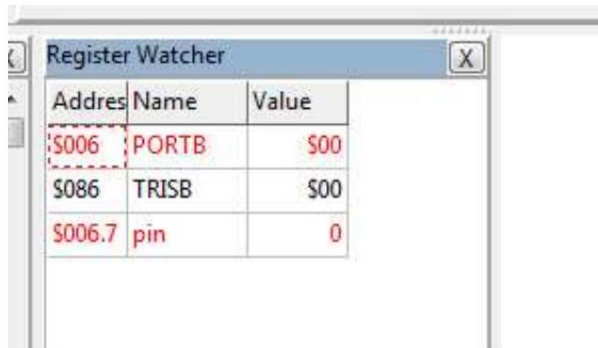 Register Watcher X
Addres Name Value
$006 PORTB $00
$086 TRISB $00
$006.7 pin 0